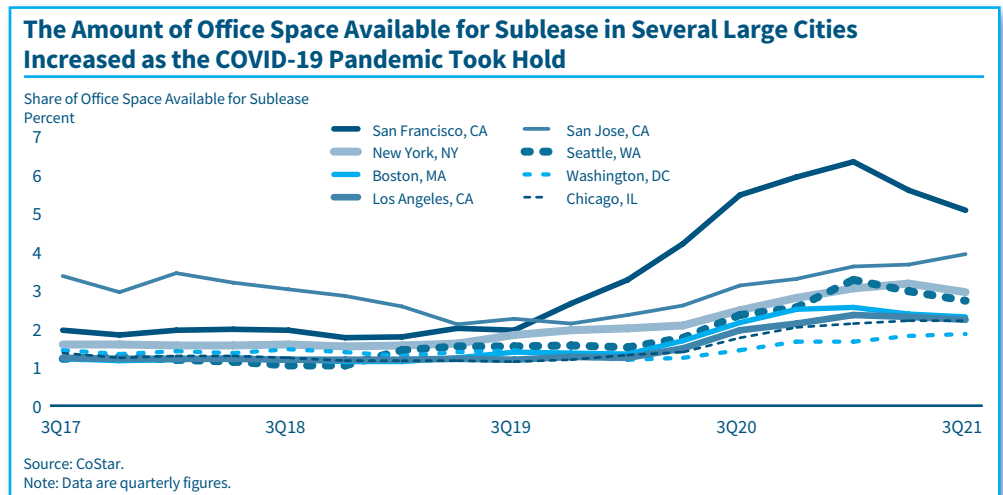 The Amount of Office Space Available for Sublease in Several Large Cities
Increased as the COVID-19 Pandemic Took Hold
Share of Office Space Available for Sublease
Percent
7
6
5
4
3
2
1
0
San Francisco, CA
San Jose, CA
New York, NY
Seattle, WA
Boston, MA
Washington, DC
Los Angeles, CA
Chicago, IL
3Q17
3Q18
3Q19
3Q20
3Q21
Source: CoStar.
Note: Data are quarterly figures.